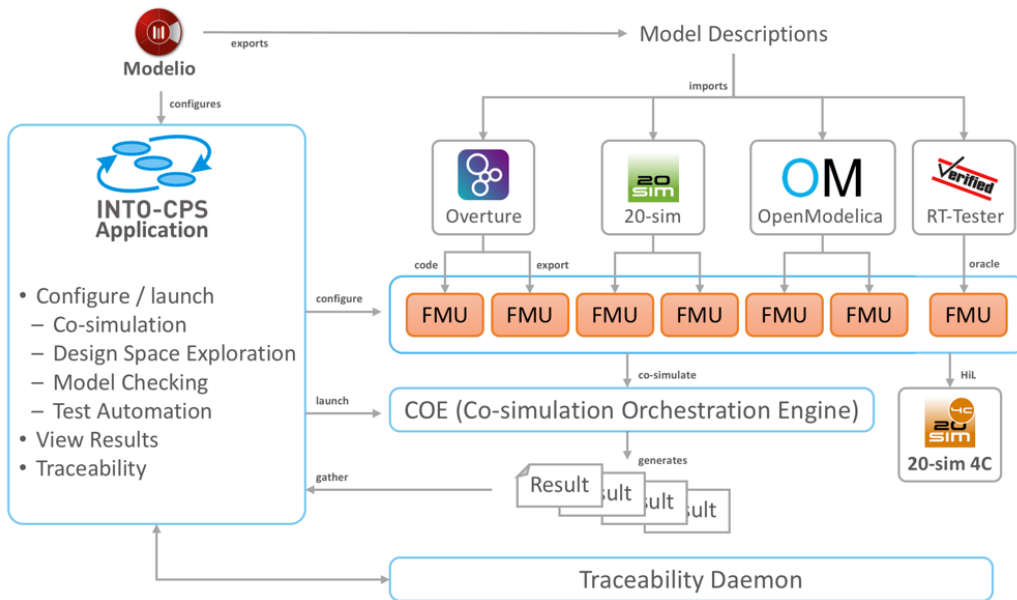 Modelio
exports
Model Descriptions
configures
imports
INTO-CPS
Application
• Configure / launch
– Co-simulation
– Design Space Exploration
– Model Checking
– Test Automation
• View Results
• Traceability
Overture
20
SIM
20-sim
OM
OpenModelica
Verified
RT-Tester
code
export
oracle
configure
FMU
FMU
FMU
FMU
FMU
FMU
FMU
co-simulate
HiL
launch
COE (Co-simulation Orchestration Engine)
4C
20
SIM
20-sim 4C
generates
gather
Result
sult
sult
sult
Traceability Daemon